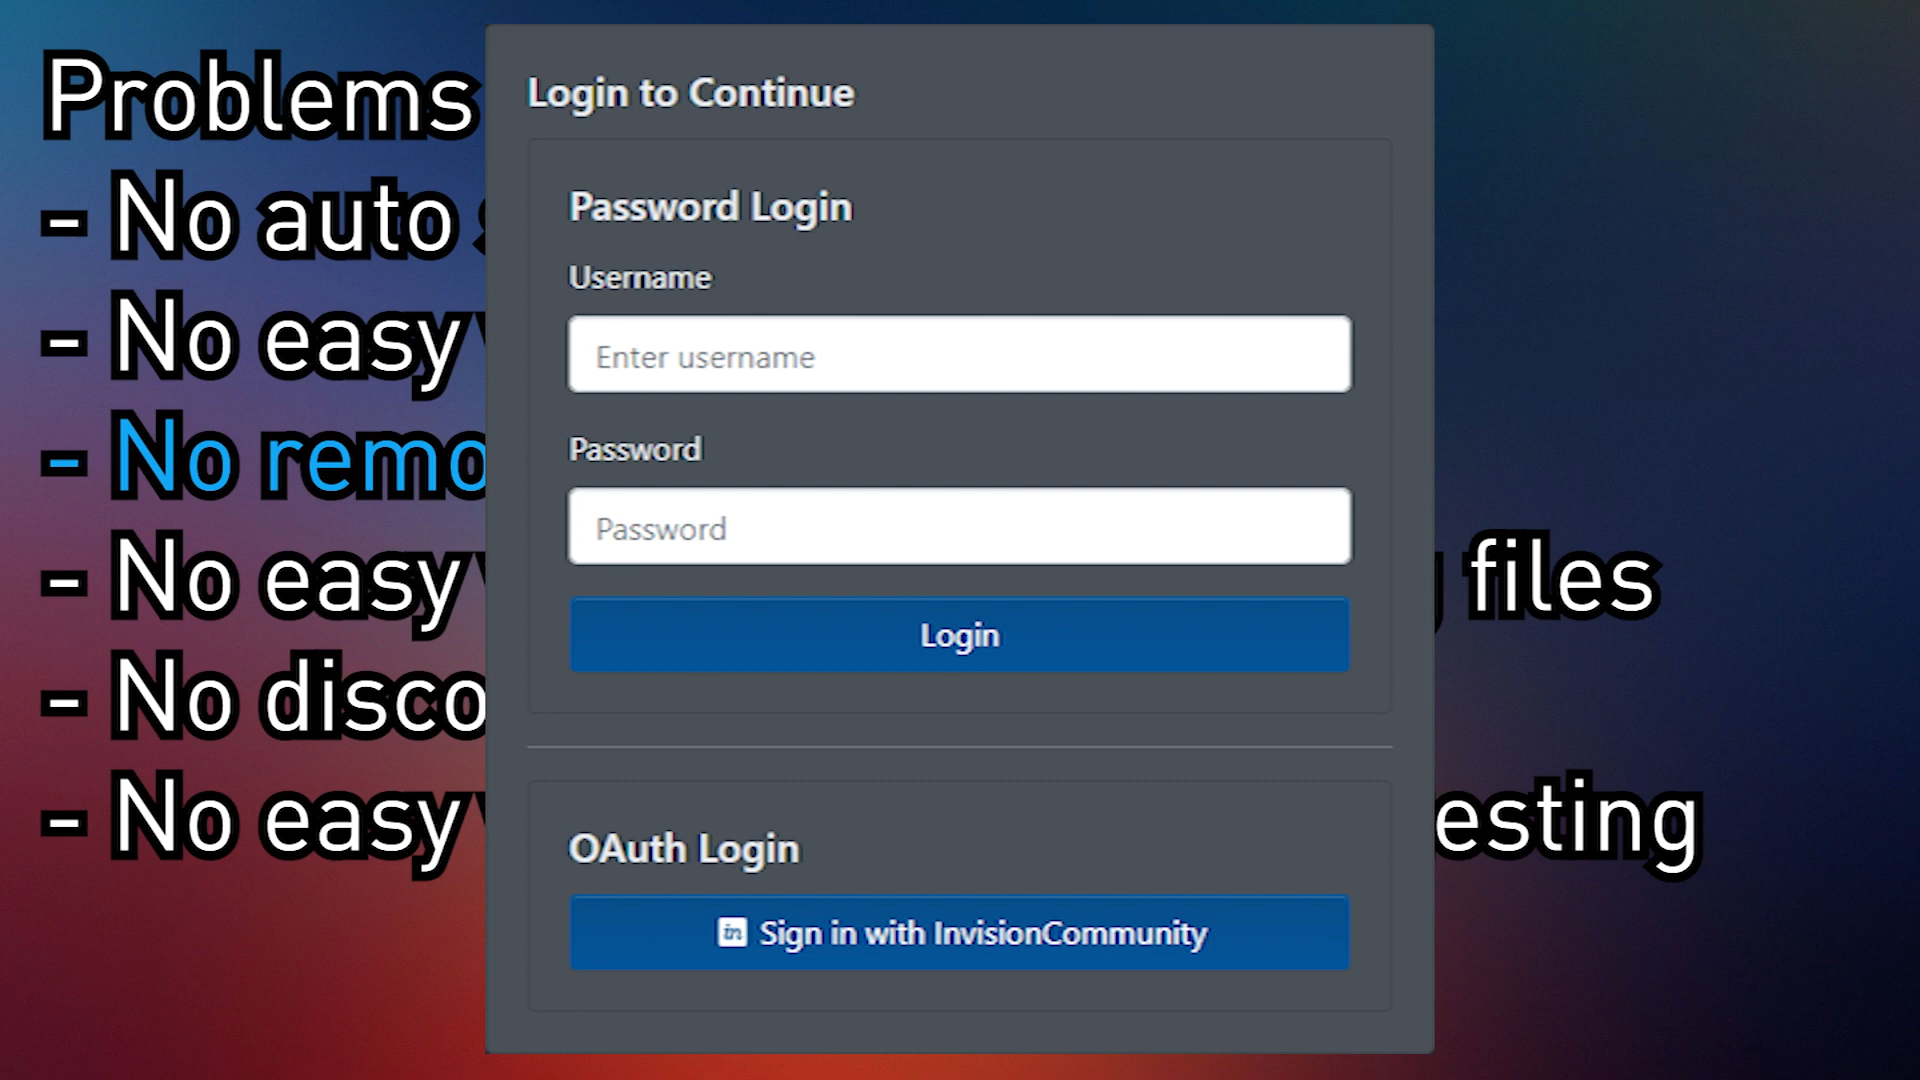 Problems
- No auto
- No easy
- No remo
- No easy files
- No disco
- No easy esting
Login to Continue
Password Login
Username
Enter username
Password
Password
Login
OAuth Login
in Sign in with InvisionCommunity